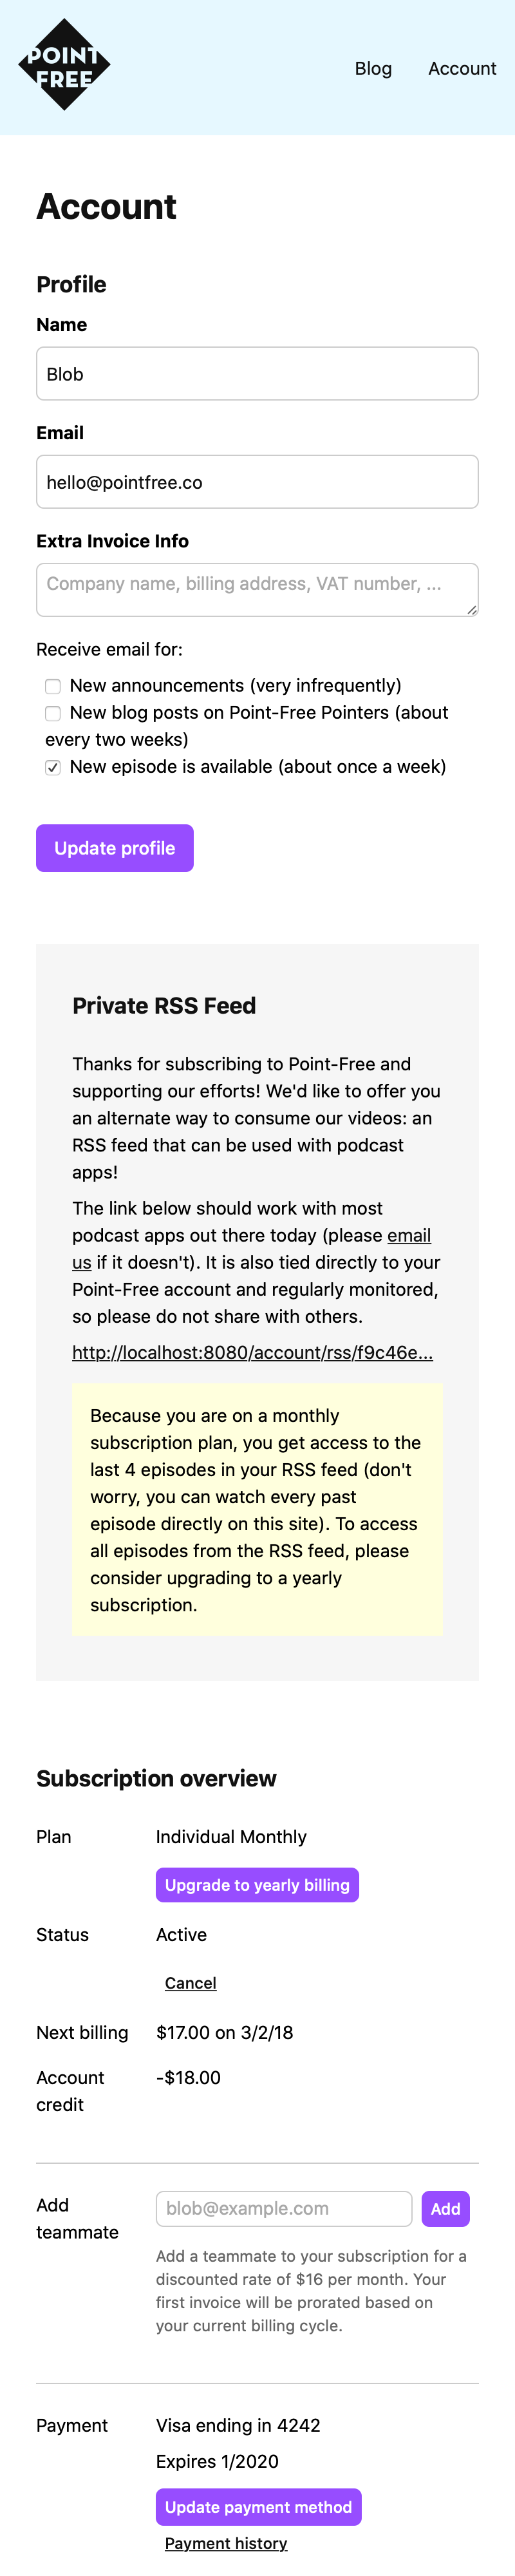 POINT
FREE
Blog
Account
Account
Profile
Name
Blob
Email
hello@pointfree.co
Extra Invoice Info
Company name, billing address, VAT number, ...
Receive email for:
New announcements (very infrequently)
New blog posts on Point-Free Pointers (about
every two weeks)
New episode is available (about once a week)
Update profile
Private RSS Feed
Thanks for subscribing to Point-Free and
supporting our efforts! We'd like to offer you
an alternate way to consume our videos: an
RSS feed that can be used with podcast
apps!
The link below should work with most
podcast apps out there today (please email
us if it doesn't). It is also tied directly to your
Point-Free account and regularly monitored,
so please do not share with others.
http://localhost:8080/account/rss/f9c46e...
Because you are on a monthly
subscription plan, you get access to the
last 4 episodes in your RSS feed (don't
worry, you can watch every past
episode directly on this site). To access
all episodes from the RSS feed, please
consider upgrading to a yearly
subscription.
Subscription overview
Plan
Individual Monthly
Upgrade to yearly billing
Status
Active
Cancel
Next billing
$17.00 on 3/2/18
Account
credit
-$18.00
Add
teammate
blob@example.com
Add
Add a teammate to your subscription for a
discounted rate of $16 per month. Your
first invoice will be prorated based on
your current billing cycle.
Payment
Visa ending in 4242
Expires 1/2020
Update payment method
Payment history